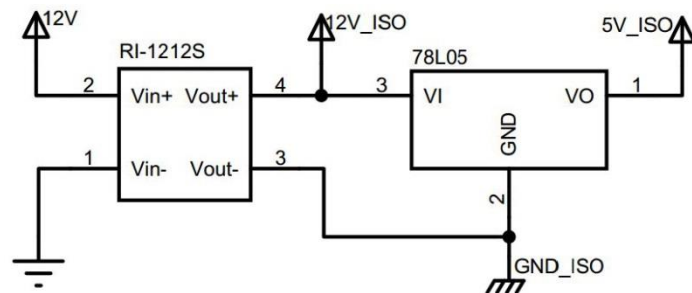 12V
12V_ISO
5V_ISO
RI-1212S
78L05
2 Vin+ Vout+ 4 3 VI VO 1
GND
1 Vin- Vout- 3
2
GND_ISO